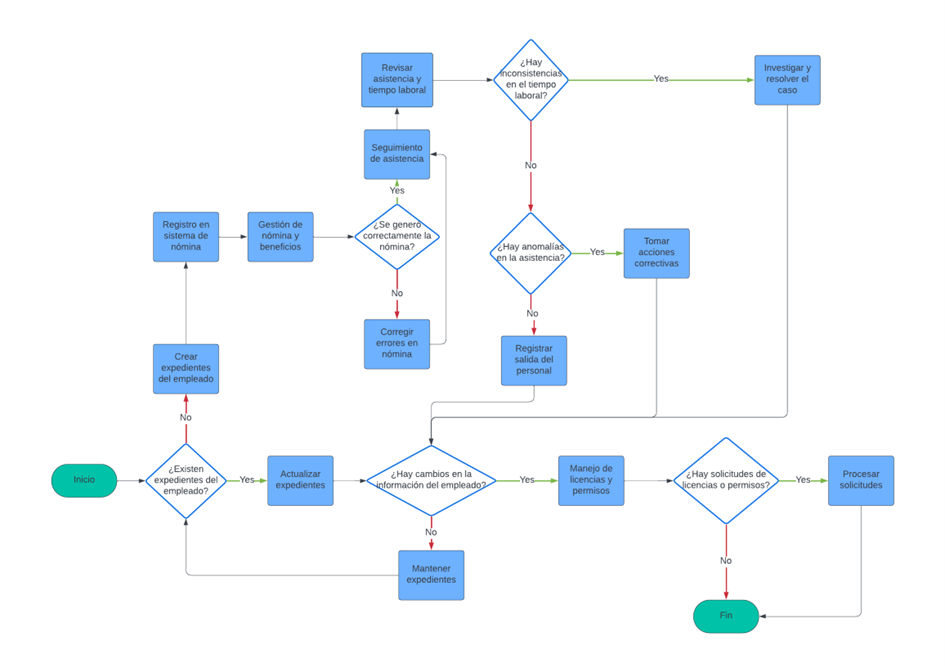 Revisar
asistencia y
tiempo laboral
¿Hay
inconsistencias
en el tiempo
laboral?
Yes
Investigar y
resolver el
caso
Seguimiento
de asistencia
No
Yes
Registro en
sistema de
nómina
Gestión de
nómina y
beneficios
¿Se generó
correctamente la
nómina?
¿Hay anomalías
en la asistencia?
Yes
Tomar
acciones
correctivas
No
No
Corregir
errores en
nómina
Registrar
salida del
personal
Crear
expedientes
del empleado
No
Inicio
¿Existen
expedientes del
empleado?
Yes
Actualizar
expedientes
¿Hay cambios en la
información del empleado?
Yes
Manejo de
licencias y
permisos
¿Hay solicitudes de
licencias o permisos?
Yes
Procesar
solicitudes
No
Mantener
expedientes
No
Fin